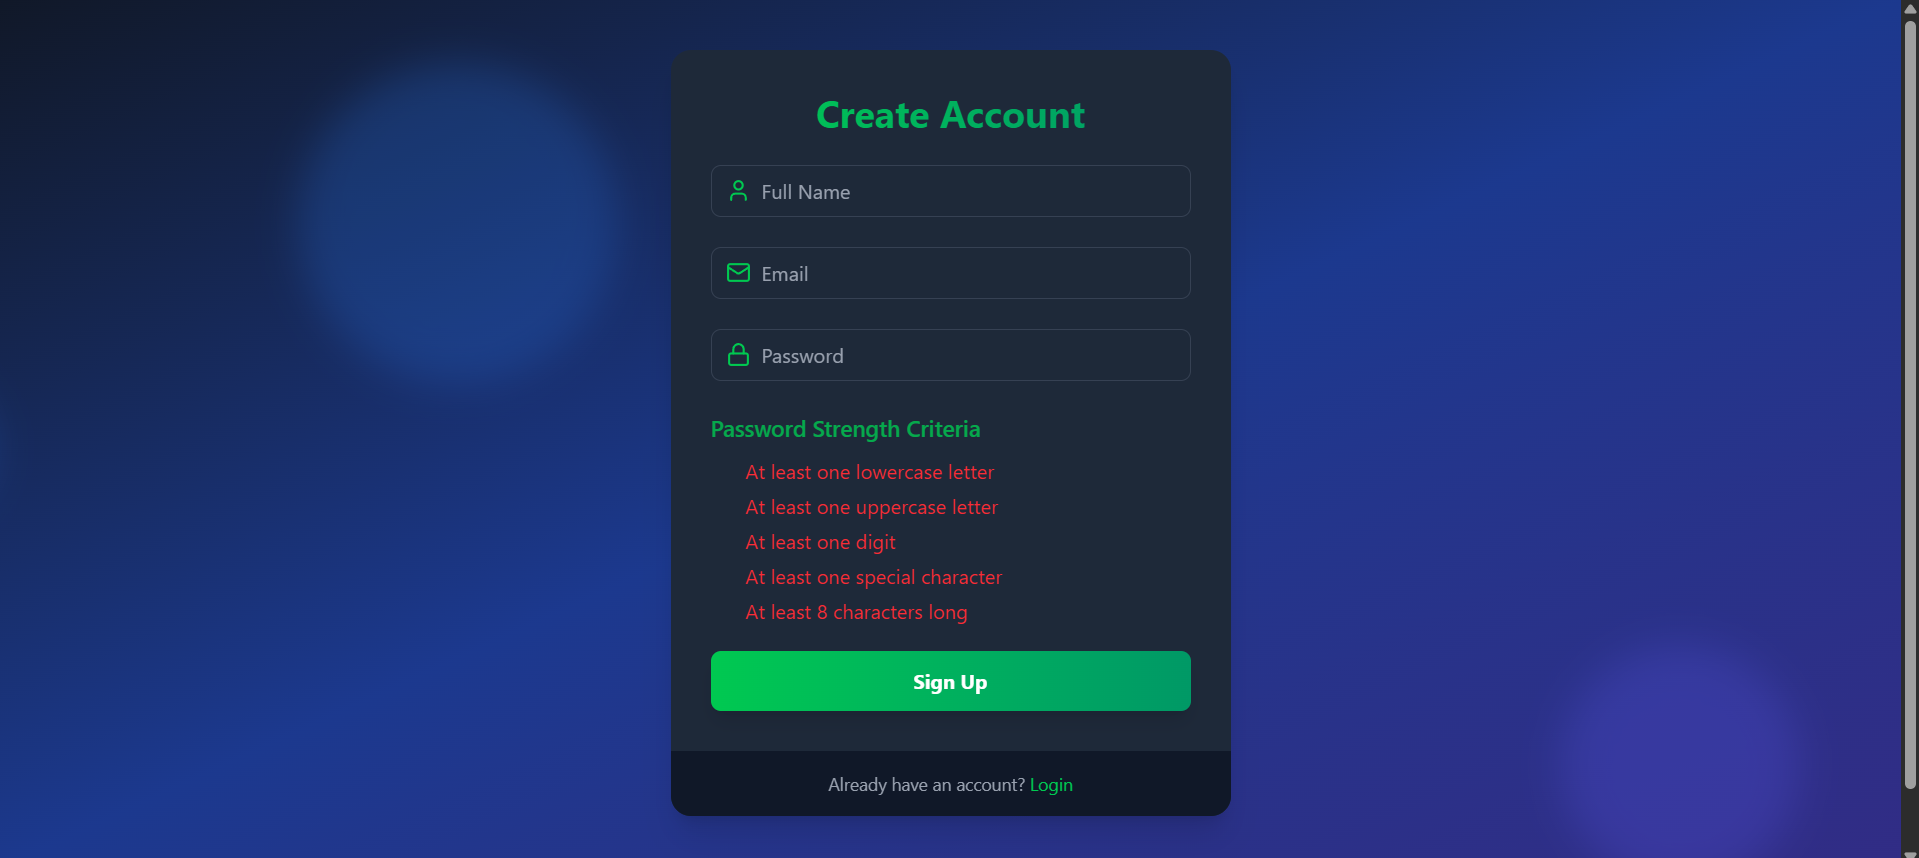 Create Account
Full Name
Email
Password
Password Strength Criteria
At least one lowercase letter
At least one uppercase letter
At least one digit
At least one special character
At least 8 characters long
Sign Up
Already have an account? Login